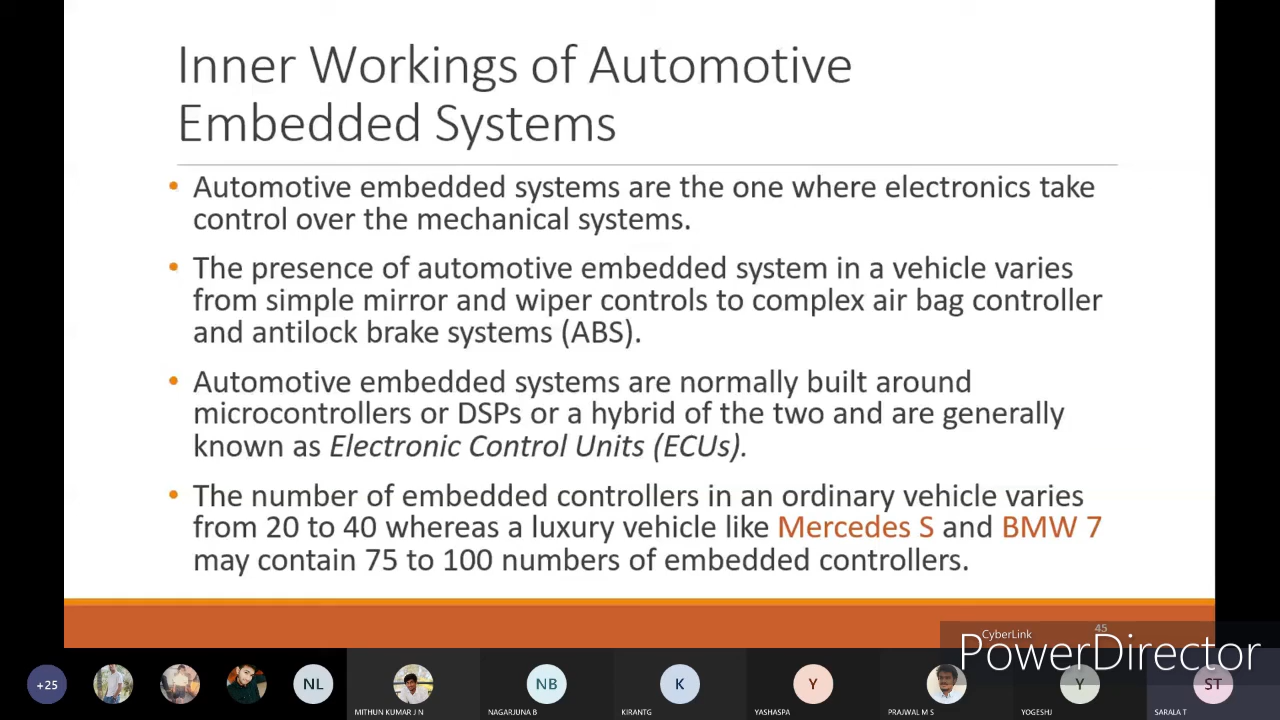 Inner Workings of Automotive
Embedded Systems
• Automotive embedded systems are the one where electronics take
control over the mechanical systems.
• The presence of automotive embedded system in a vehicle varies
from simple mirror and wiper controls to complex air bag controller
and antilock brake systems (ABS).
• Automotive embedded systems are normally built around
microcontrollers or DSPs or a hybrid of the two and are generally
known as Electronic Control Units (ECUs).
• The number of embedded controllers in an ordinary vehicle varies
from 20 to 40 whereas a luxury vehicle like Mercedes S and BMW 7
may contain 75 to 100 numbers of embedded controllers.
45
CyberLink
PowerDirector
+25 NL NB K Y Y ST
MITHUN KUMAR J N NAGARJUNA B KIRANTG YASHASPA PRAJWAL M S YOGESHJ SARALA T